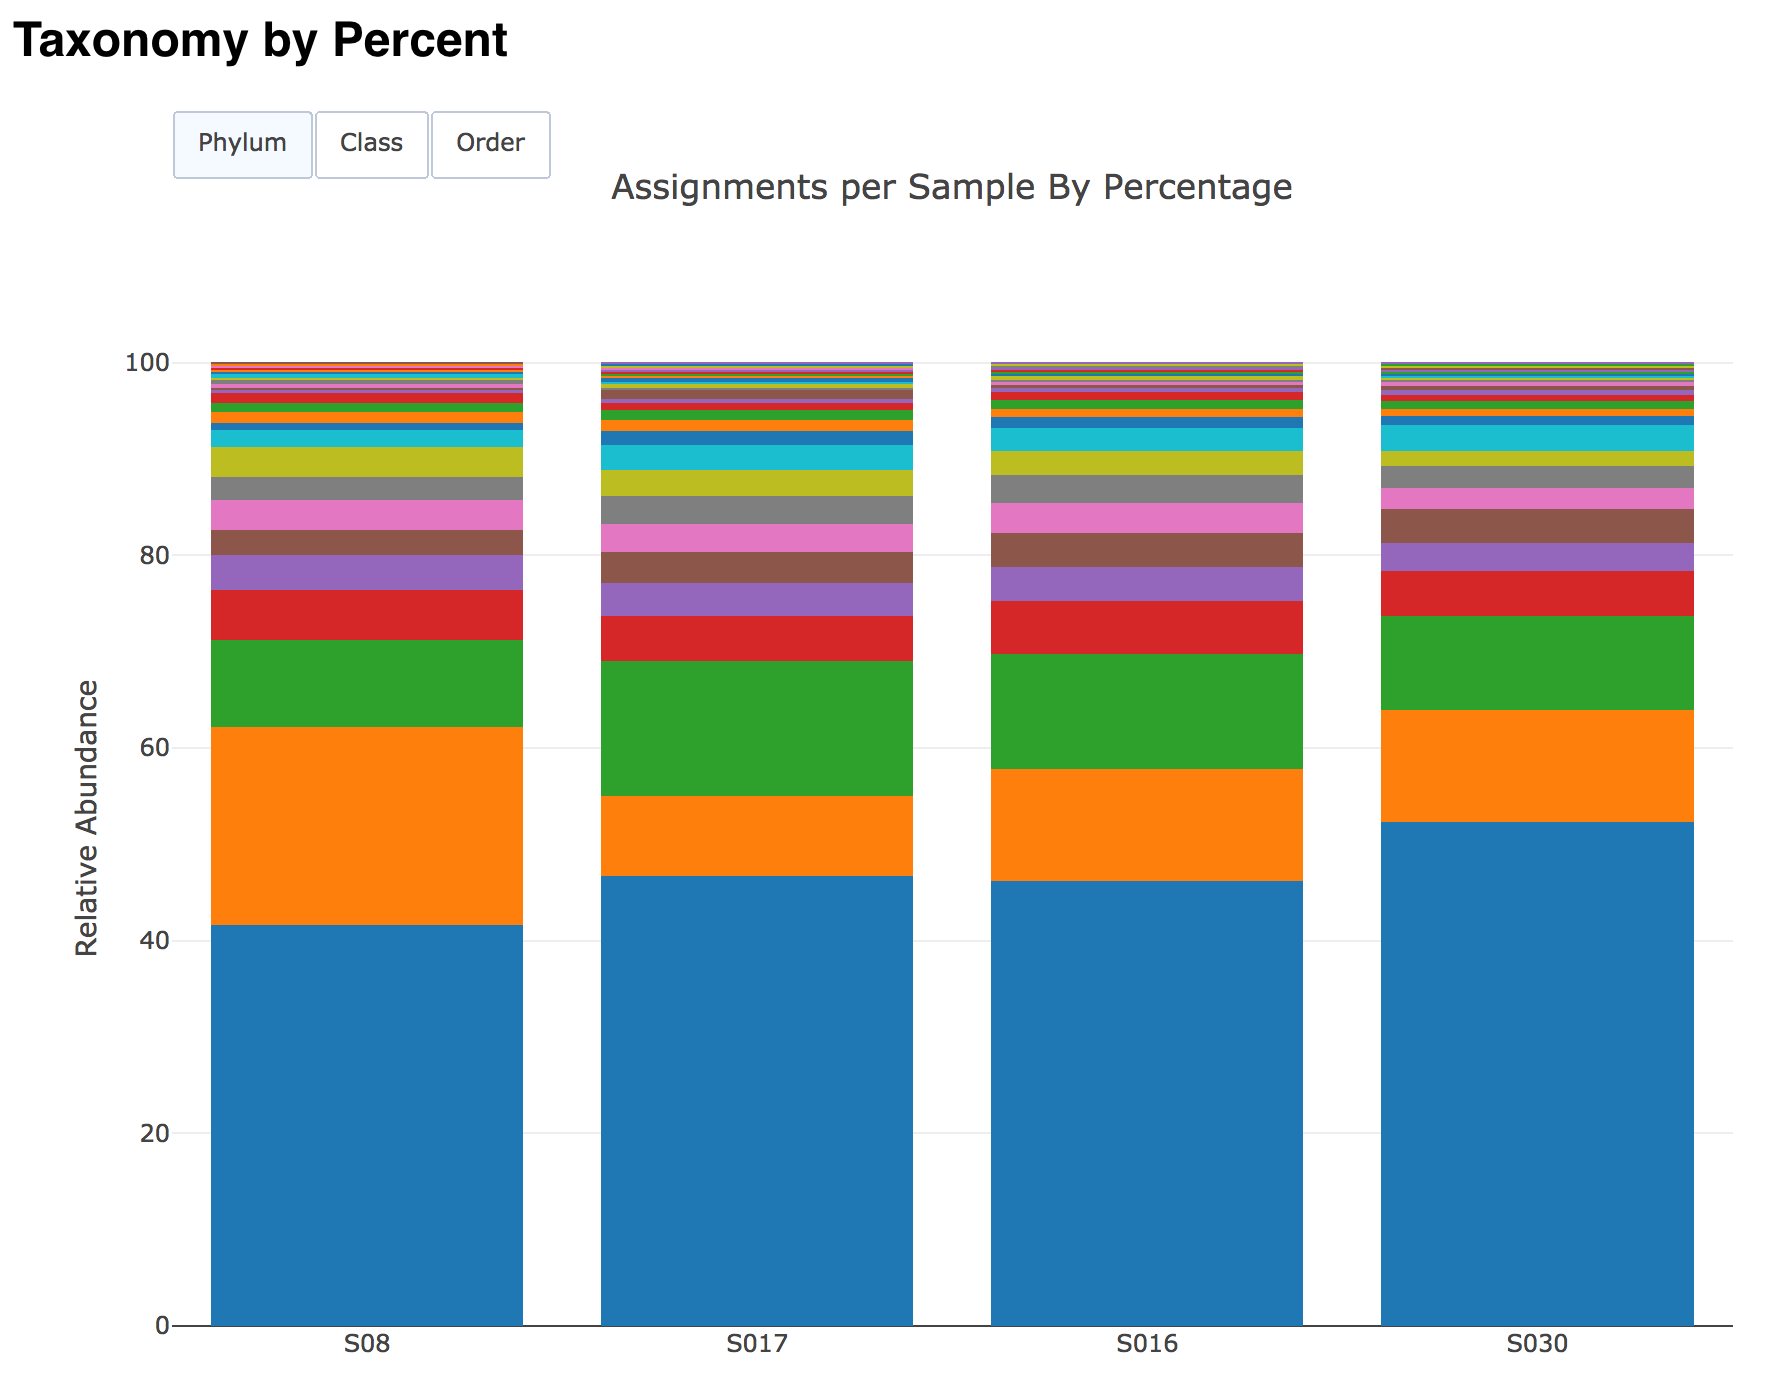 Taxonomy by Percent
Phylum Class Order
Assignments per Sample By Percentage
Relative Abundance
100
80
60
40
20
0
S08 S017 S016 S030